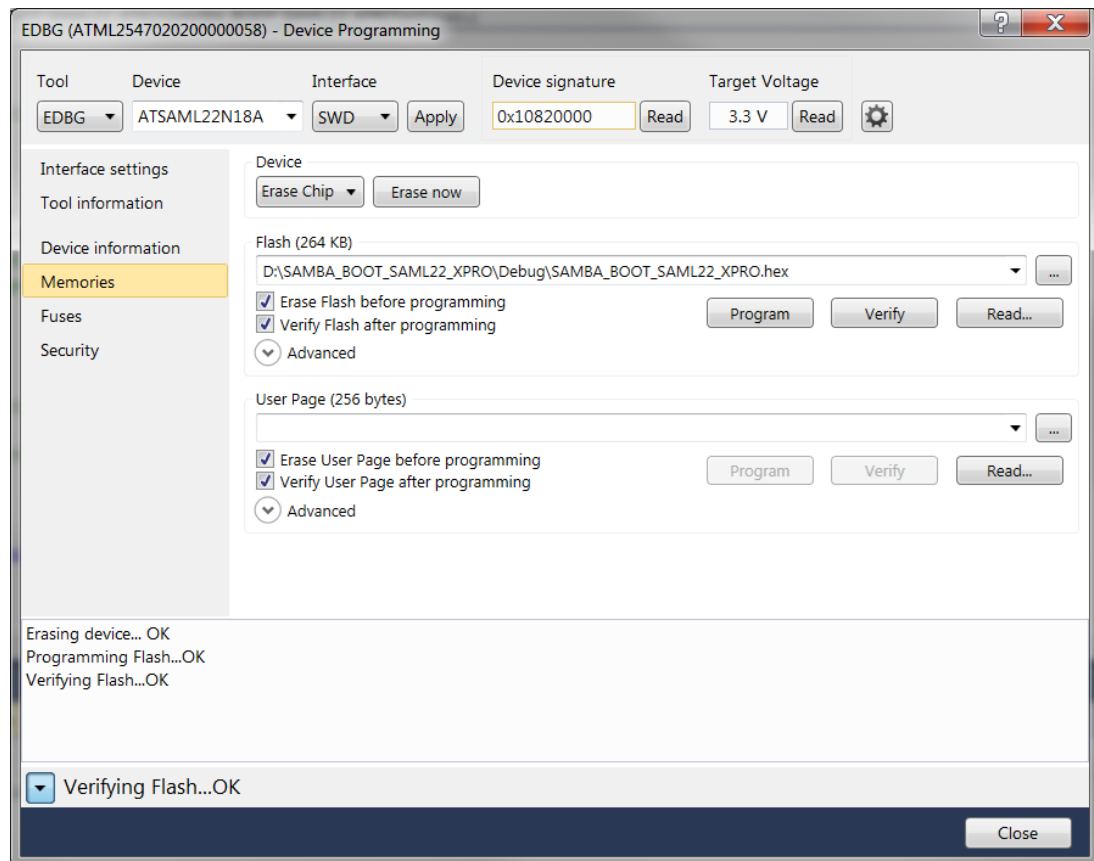 EDBG (ATML2547020200000058) - Device Programming
Tool Device Interface Device signature Target Voltage
EDBG ATSAML22N18A SWD Apply 0x10820000 Read 3.3 V Read
Interface settings
Tool information
Device information
Memories
Fuses
Security
Device
Erase Chip Erase now
Flash (264 KB)
D:\SAMBA_BOOT_SAML22_XPRO\Debug\SAMBA_BOOT_SAML22_XPRO.hex ...
Erase Flash before programming
Verify Flash after programming
Program Verify Read...
Advanced
User Page (256 bytes)
...
Erase User Page before programming
Verify User Page after programming
Program Verify Read...
Advanced
Erasing device... OK
Programming Flash...OK
Verifying Flash...OK
Verifying Flash...OK
Close